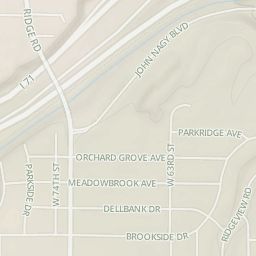 RIDGE RD
JOHN NAGY BLVD
I 71
PARKRIDGE AVE
ORCHARD GROVE AVE
W 63RD ST
PARKSIDE DR
W 74TH ST
MEADOWBROOK AVE
RIDGEVIEW RD
DELLBANK DR
BROOKSIDE DR